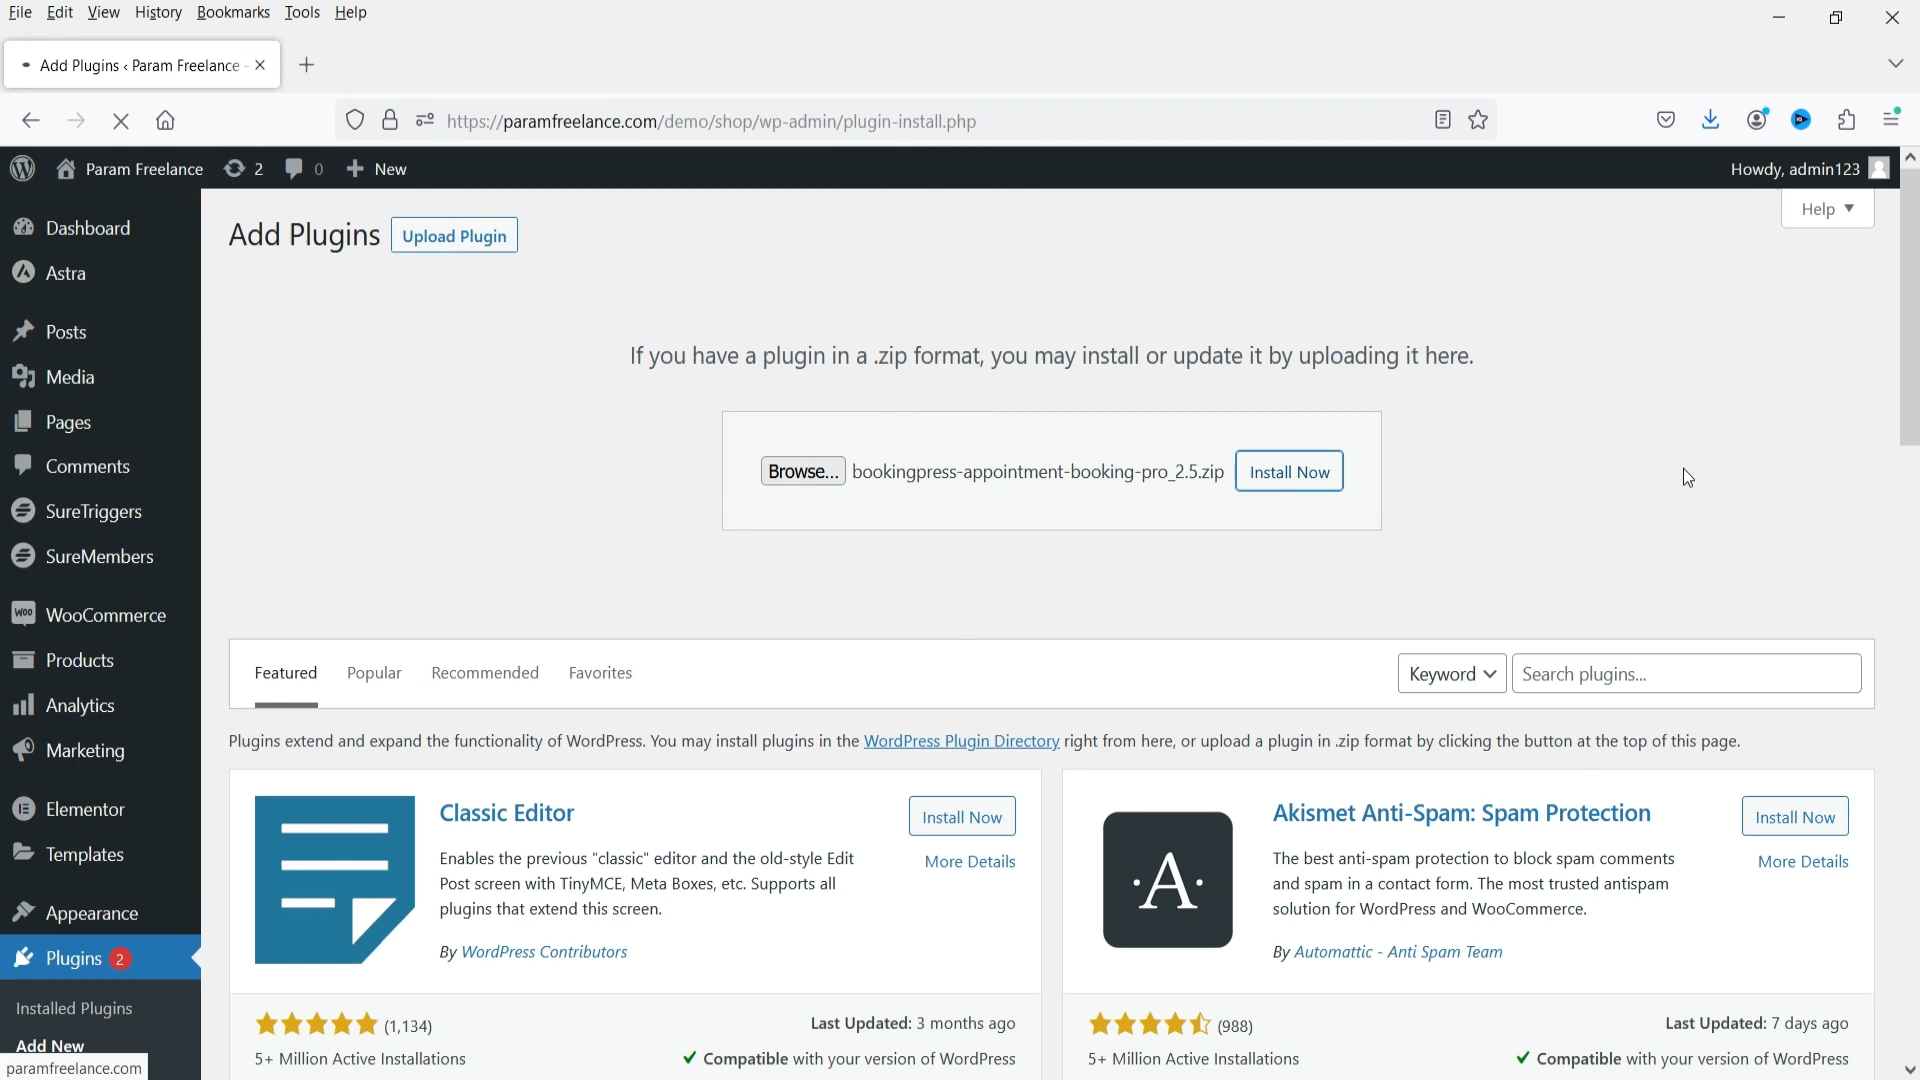 File Edit View History Bookmarks Tools Help
Add Plugins ‹ Param Freelance -
https://paramfreelance.com/demo/shop/wp-admin/plugin-install.php
Param Freelance 2 0 New Howdy, admin123
Help
Dashboard
Astra
Posts
Media
Pages
Comments
SureTriggers
SureMembers
Woo WooCommerce
Products
Analytics
Marketing
Elementor
Templates
Appearance
Plugins 2
Installed Plugins
Add New
paramfreelance.com
Add Plugins Upload Plugin
If you have a plugin in a .zip format, you may install or update it by uploading it here.
Browse... bookingpress-appointment-booking-pro_2.5.zip Install Now
Featured Popular Recommended Favorites Keyword Search plugins...
Plugins extend and expand the functionality of WordPress. You may install plugins in the WordPress Plugin Directory right from here, or upload a plugin in .zip format by clicking the button at the top of this page.
Classic Editor
Install Now
More Details
Enables the previous "classic" editor and the old-style Edit
Post screen with TinyMCE, Meta Boxes, etc. Supports all
plugins that extend this screen.
By WordPress Contributors
(1,134)
Last Updated: 3 months ago
5+ Million Active Installations
Compatible with your version of WordPress
·A·
Akismet Anti-Spam: Spam Protection
Install Now
More Details
The best anti-spam protection to block spam comments
and spam in a contact form. The most trusted antispam
solution for WordPress and WooCommerce.
By Automattic - Anti Spam Team
(988)
Last Updated: 7 days ago
5+ Million Active Installations
Compatible with your version of WordPress